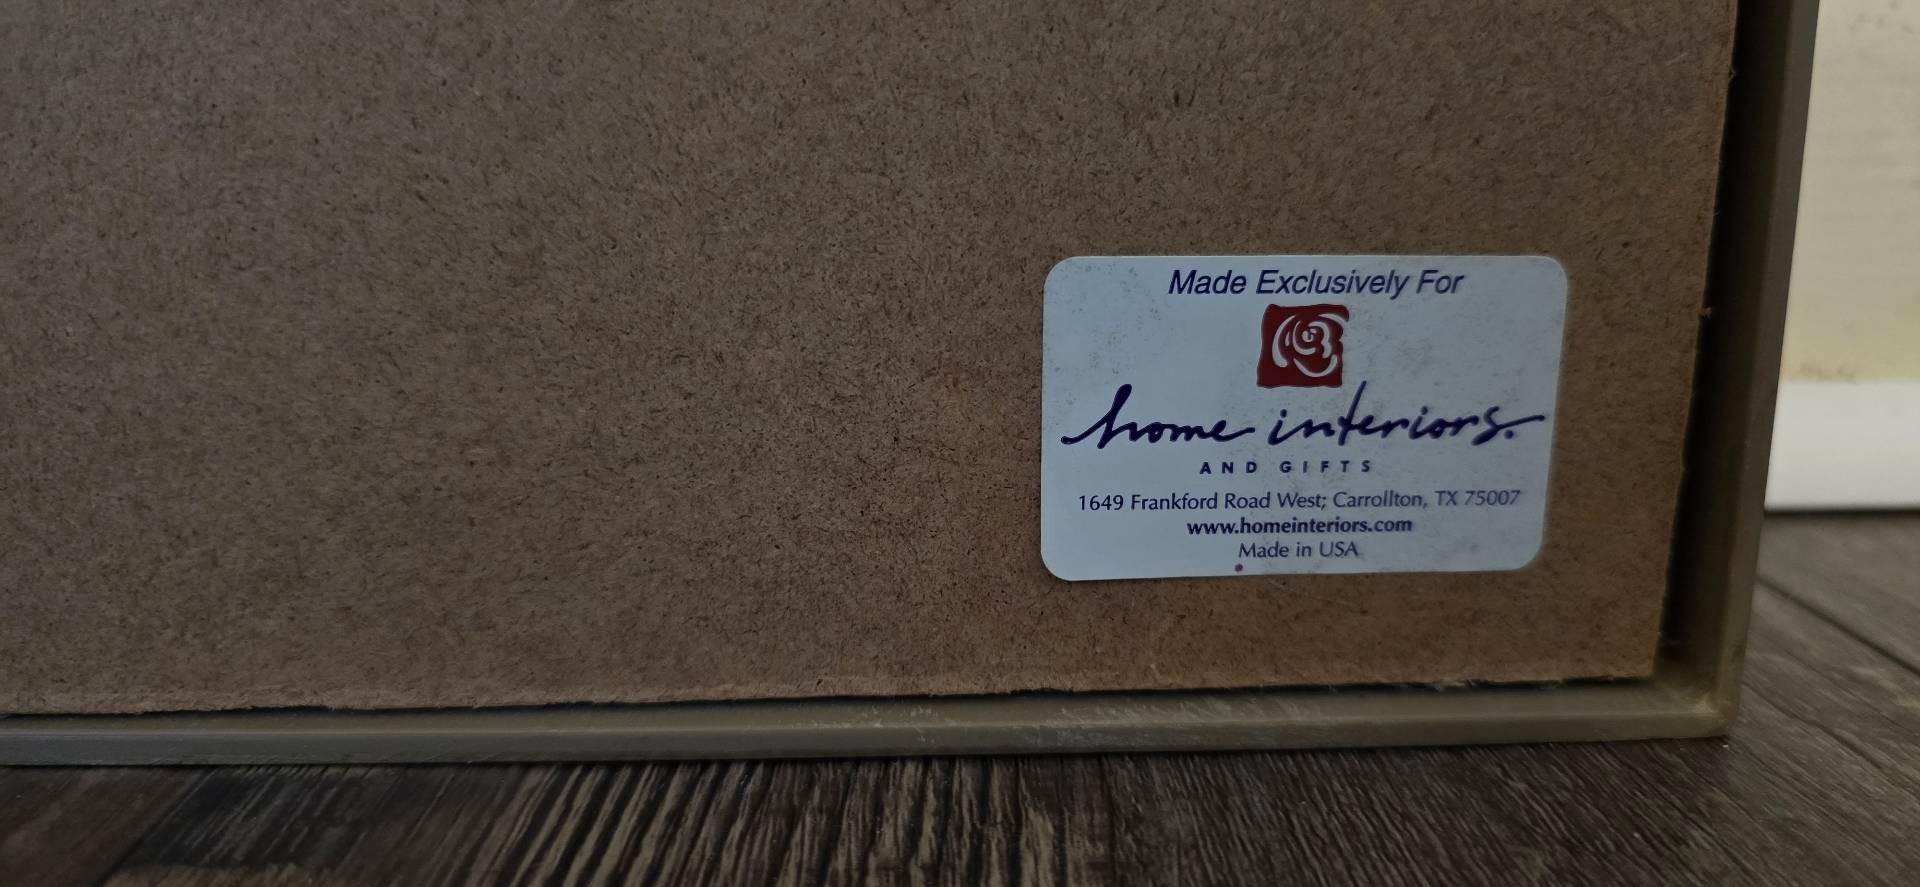 Made Exclusively For
home interiors.
AND GIFTS
1649 Frankford Road West; Carrollton, TX 75007
www.homeinteriors.com
Made in USA